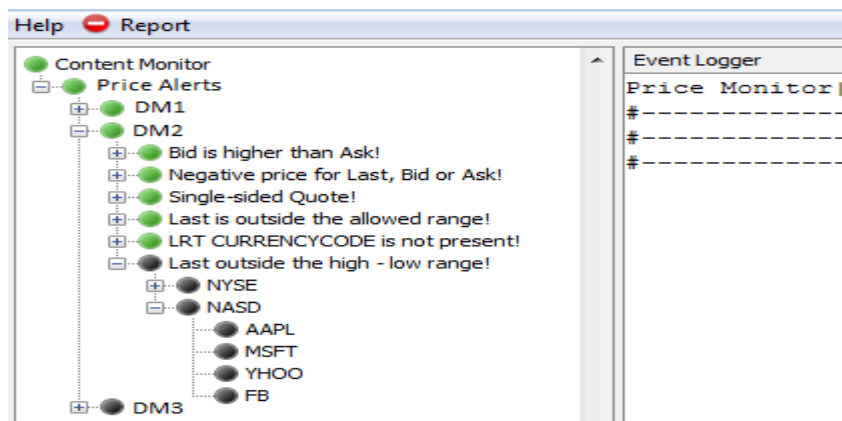 Help Report
Content Monitor
Price Alerts
DM1
DM2
Bid is higher than Ask!
Negative price for Last, Bid or Ask!
Single-sided Quote!
Last is outside the allowed range!
LRT CURRENCYCODE is not present!
Last outside the high - low range!
NYSE
NASD
AAPL
MSFT
YHOO
FB
DM3
Event Logger
Price Monitor
#-------------
#-------------
#-------------